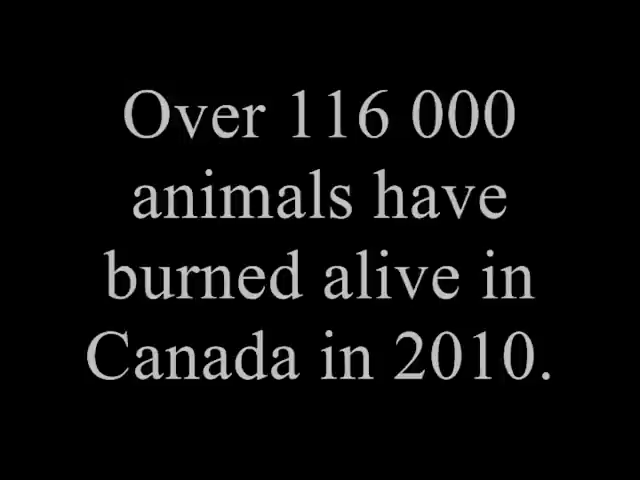 Over 116 000
animals have
burned alive in
Canada in 2010.